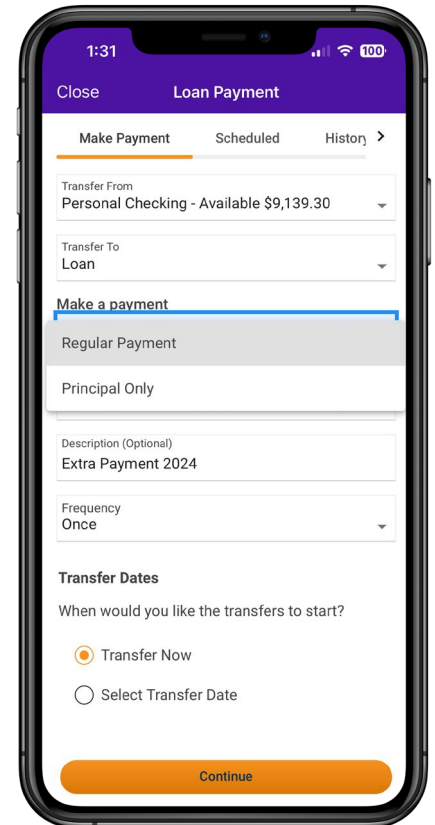 1:31
100
Close Loan Payment
Make Payment Scheduled History
Transfer From
Personal Checking - Available $9,139.30
Transfer To
Loan
Make a payment
Regular Payment
Principal Only
Description (Optional)
Extra Payment 2024
Frequency
Once
Transfer Dates
When would you like the transfers to start?
Transfer Now
Select Transfer Date
Continue